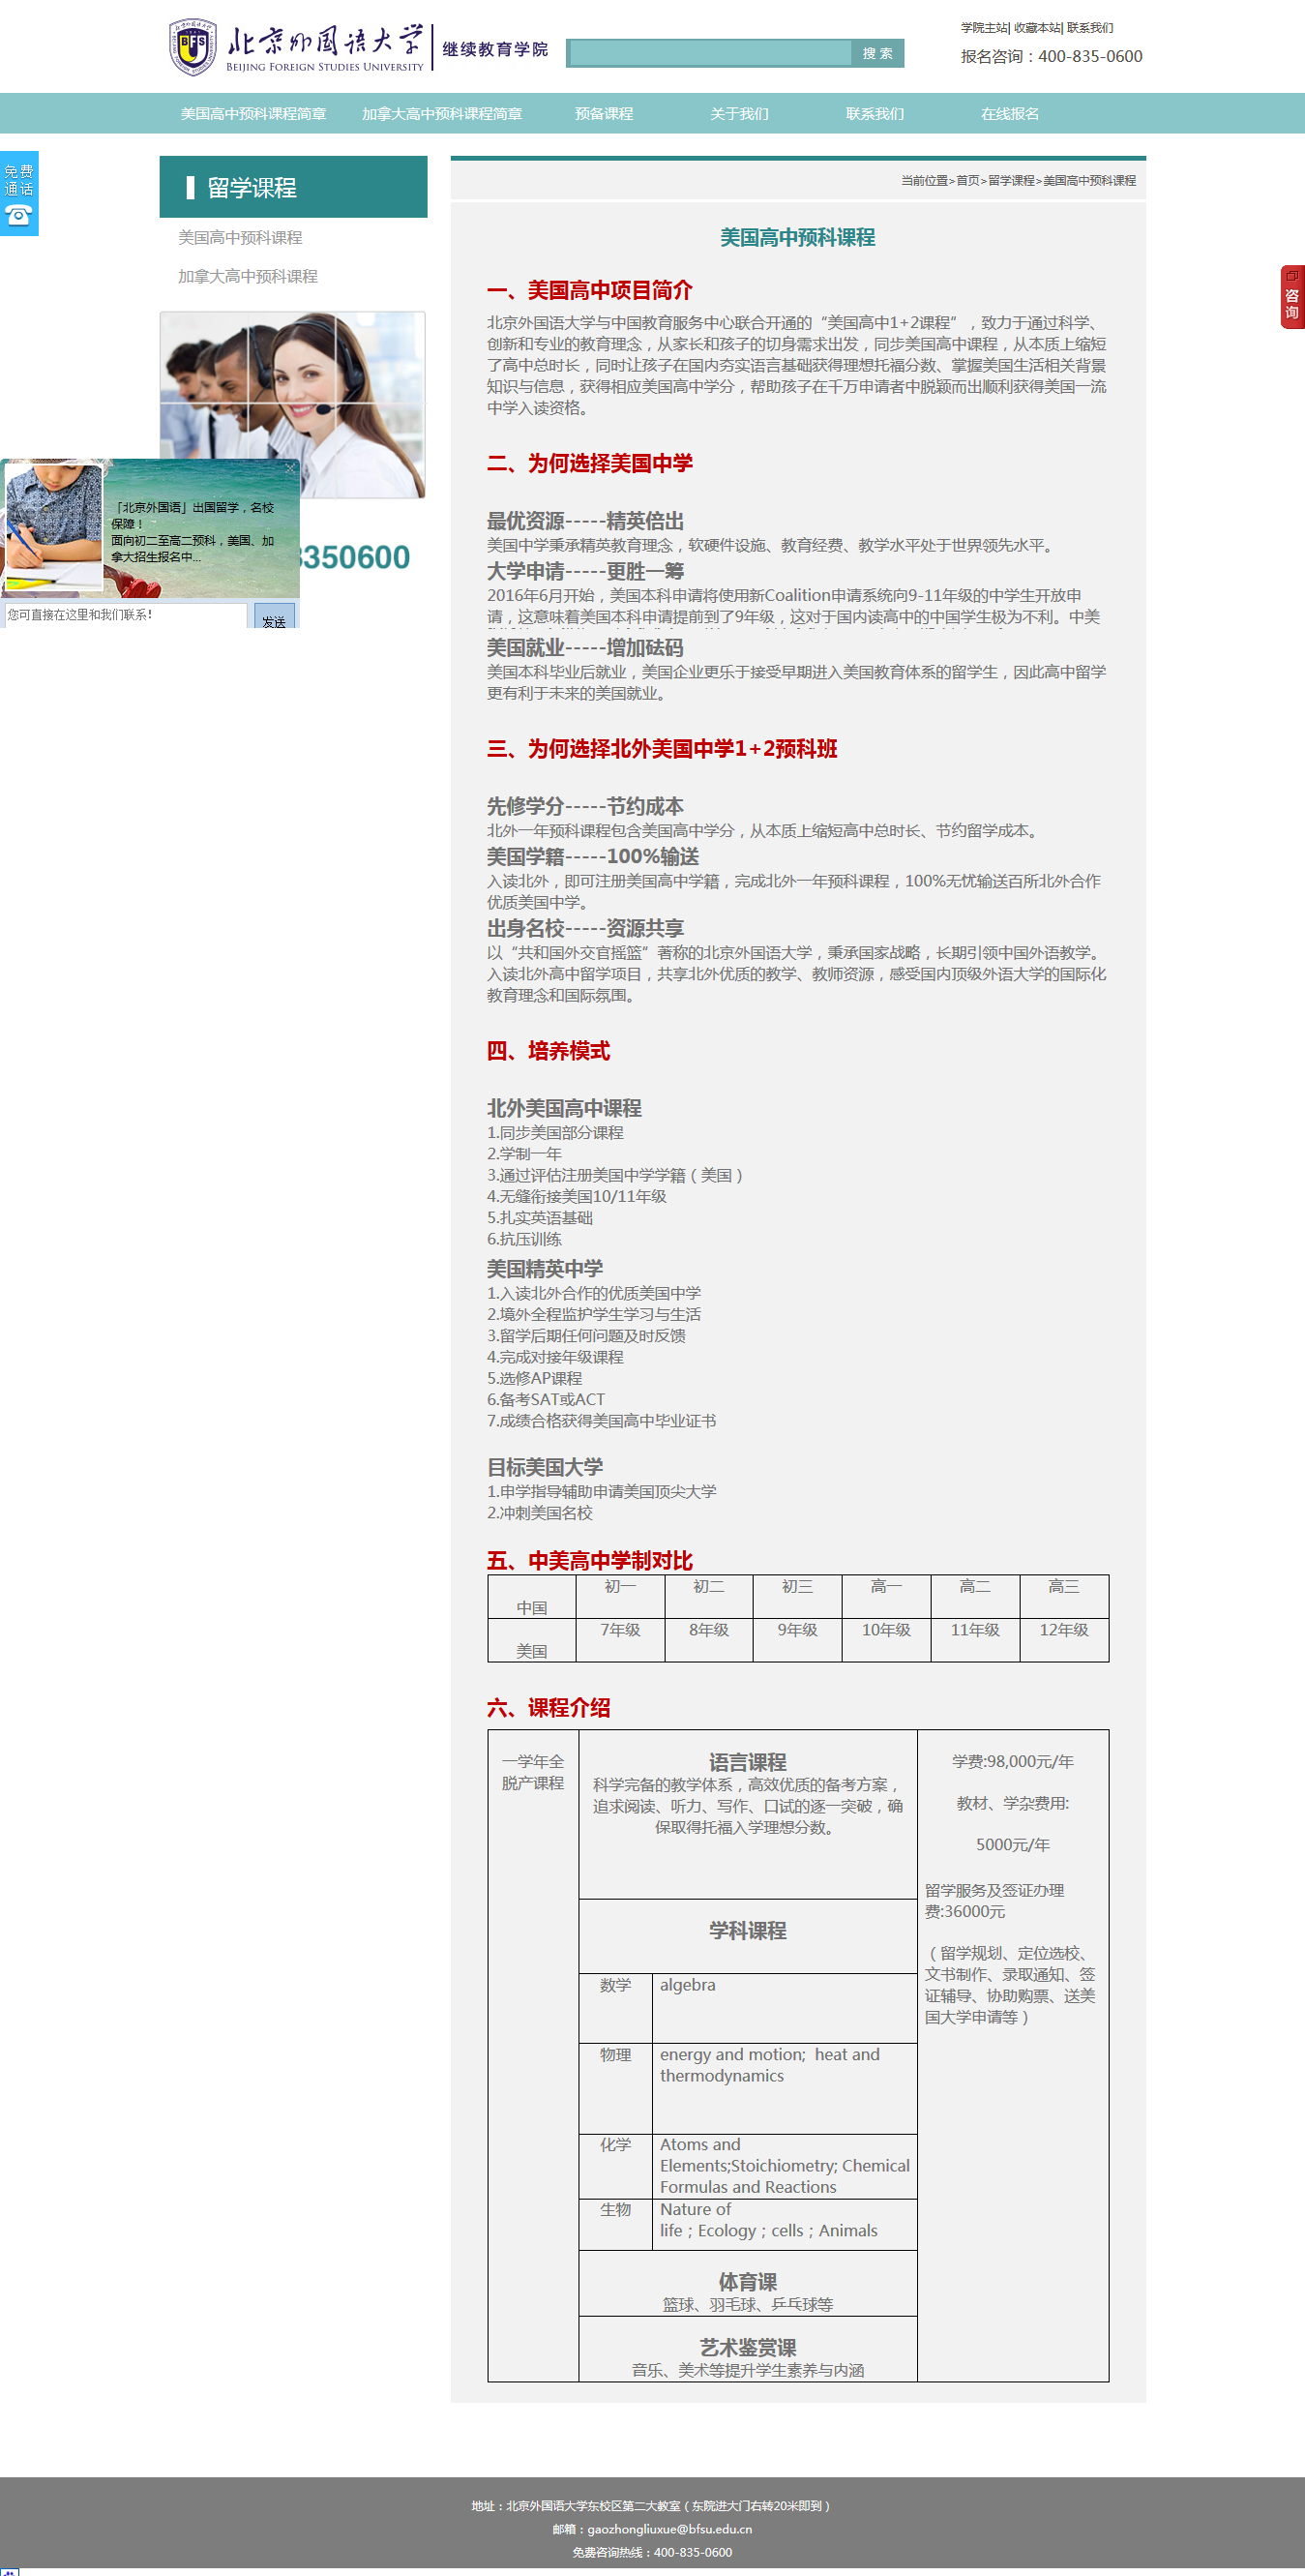 北京外国语大学
BEIJING FOREIGN STUDIES UNIVERSITY
继续教育学院
搜 索
学院主站| 收藏本站| 联系我们
报名咨询：400-835-0600
美国高中预科课程简章 加拿大高中预科课程简章 预备课程 关于我们 联系我们 在线报名
免费
通话
留学课程
美国高中预科课程
加拿大高中预科课程
「北京外国语」出国留学，名校
保障！
面向初二至高二预科，美国、加
拿大招生报名中...
8350600
您可直接在这里和我们联系！
发送
咨
询
当前位置>首页>留学课程>美国高中预科课程
美国高中预科课程
一、美国高中项目简介
北京外国语大学与中国教育服务中心联合开通的“美国高中1+2课程”，致力于通过科学、
创新和专业的教育理念，从家长和孩子的切身需求出发，同步美国高中课程，从本质上缩短
了高中总时长，同时让孩子在国内夯实语言基础获得理想托福分数、掌握美国生活相关背景
知识与信息，获得相应美国高中学分，帮助孩子在千万申请者中脱颖而出顺利获得美国一流
中学入读资格。
二、为何选择美国中学
最优资源-----精英倍出
美国中学秉承精英教育理念，软硬件设施、教育经费、教学水平处于世界领先水平。
大学申请-----更胜一筹
2016年6月开始，美国本科申请将使用新Coalition申请系统向9-11年级的中学生开放申
请，这意味着美国本科申请提前到了9年级，这对于国内读高中的中国学生极为不利。中美
美国就业-----增加砝码
美国本科毕业后就业，美国企业更乐于接受早期进入美国教育体系的留学生，因此高中留学
更有利于未来的美国就业。
三、为何选择北外美国中学1+2预科班
先修学分-----节约成本
北外一年预科课程包含美国高中学分，从本质上缩短高中总时长、节约留学成本。
美国学籍-----100%输送
入读北外，即可注册美国高中学籍，完成北外一年预科课程，100%无忧输送百所北外合作
优质美国中学。
出身名校-----资源共享
以“共和国外交官摇篮”著称的北京外国语大学，秉承国家战略，长期引领中国外语教学。
入读北外高中留学项目，共享北外优质的教学、教师资源，感受国内顶级外语大学的国际化
教育理念和国际氛围。
四、培养模式
北外美国高中课程
1.同步美国部分课程
2.学制一年
3.通过评估注册美国中学学籍（美国）
4.无缝衔接美国10/11年级
5.扎实英语基础
6.抗压训练
美国精英中学
1.入读北外合作的优质美国中学
2.境外全程监护学生学习与生活
3.留学后期任何问题及时反馈
4.完成对接年级课程
5.选修AP课程
6.备考SAT或ACT
7.成绩合格获得美国高中毕业证书
目标美国大学
1.申学指导辅助申请美国顶尖大学
2.冲刺美国名校
五、中美高中学制对比
中国 初一 初二 初三 高一 高二 高三
美国 7年级 8年级 9年级 10年级 11年级 12年级
六、课程介绍
一学年全
脱产课程
语言课程
科学完备的教学体系，高效优质的备考方案，
追求阅读、听力、写作、口试的逐一突破，确
保取得托福入学理想分数。
学科课程
数学 algebra
物理 energy and motion; heat and
thermodynamics
化学 Atoms and
Elements;Stoichiometry; Chemical
Formulas and Reactions
生物 Nature of
life；Ecology；cells；Animals
体育课
篮球、羽毛球、乒乓球等
艺术鉴赏课
音乐、美术等提升学生素养与内涵
学费:98,000元/年
教材、学杂费用:
5000元/年
留学服务及签证办理
费:36000元
（留学规划、定位选校、
文书制作、录取通知、签
证辅导、协助购票、送美
国大学申请等）
地址：北京外国语大学东校区第二大教室（东院进大门右转20米即到）
邮箱：gaozhongliuxue@bfsu.edu.cn
免费咨询热线：400-835-0600